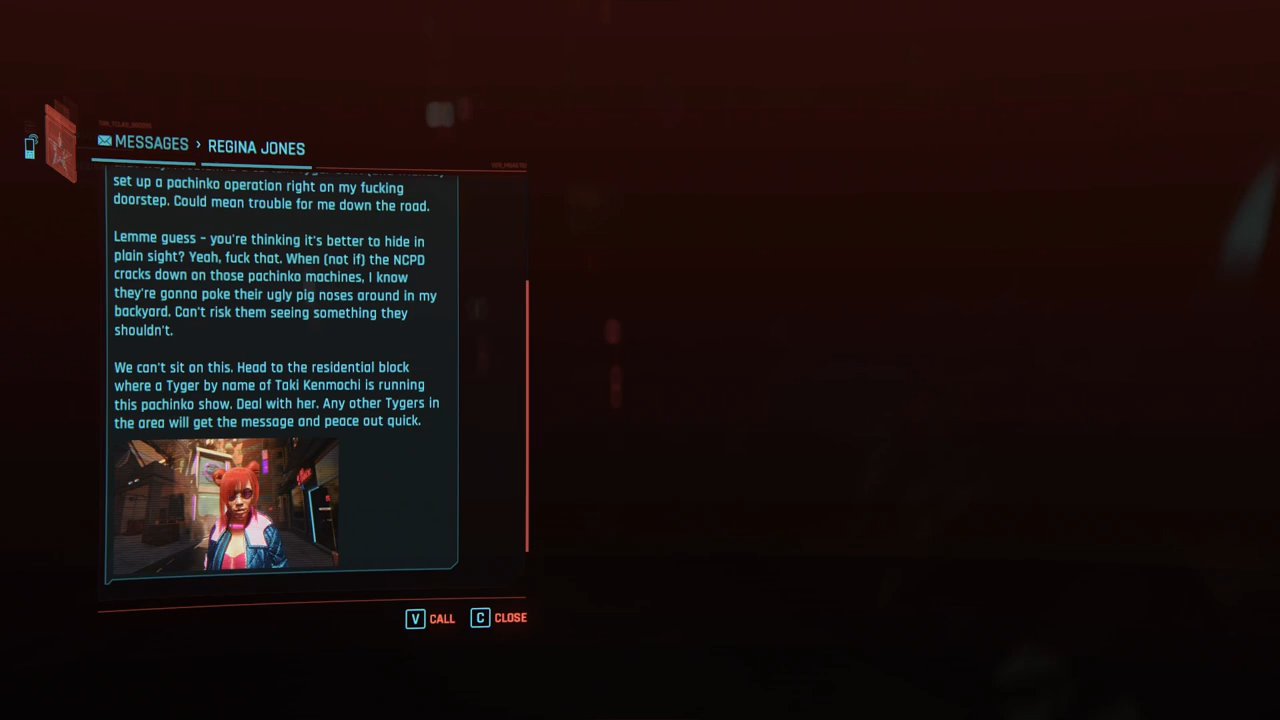 MESSAGES › REGINA JONES
set up a pachinko operation right on my fucking
doorstep. Could mean trouble for me down the road.
Lemme guess – you're thinking it's better to hide in
plain sight? Yeah, fuck that. When (not if) the NCPD
cracks down on those pachinko machines, I know
they're gonna poke their ugly pig noses around in my
backyard. Can't risk them seeing something they
shouldn't.
We can't sit on this. Head to the residential block
where a Tyger by name of Taki Kenmochi is running
this pachinko show. Deal with her. Any other Tygers in
the area will get the message and peace out quick.
V CALL C CLOSE